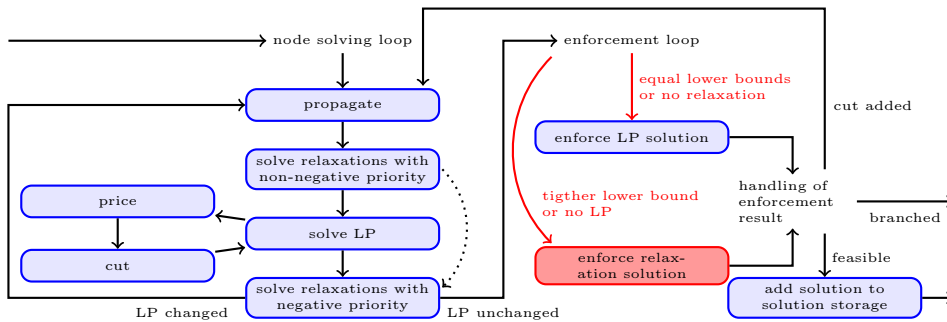 node solving loop
enforcement loop
equal lower bounds
or no relaxation
propagate
cut added
enforce LP solution
solve relaxations with
non-negative priority
price
tigther lower bound
or no LP
handling of
enforcement
result
branched
solve LP
cut
enforce relax-
ation solution
feasible
solve relaxations with
negative priority
add solution to
solution storage
LP changed
LP unchanged